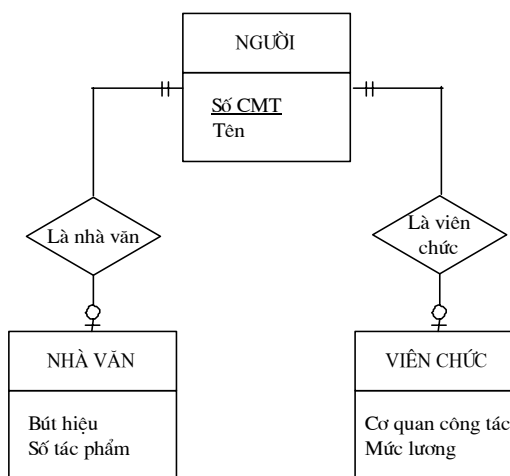 NGƯỜI
Số CMT
Tên
Là nhà văn
Là viên
chức
NHÀ VĂN
Bút hiệu
Số tác phẩm
VIÊN CHỨC
Cơ quan công tác
Mức lương